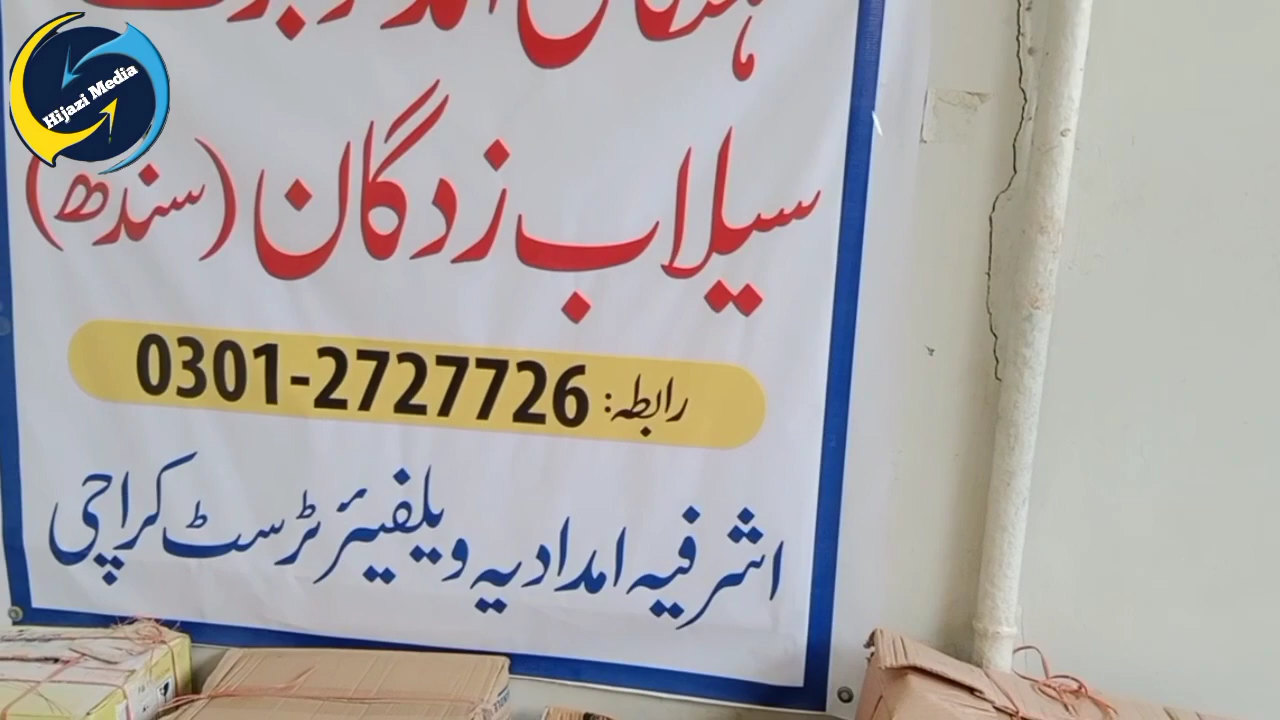 Hijazi Media
سیلاب زدگان (سندھ)
رابطہ: 0301-2727726
اشرفیہ امدادیہ ویلفیئر ٹرسٹ کراچی